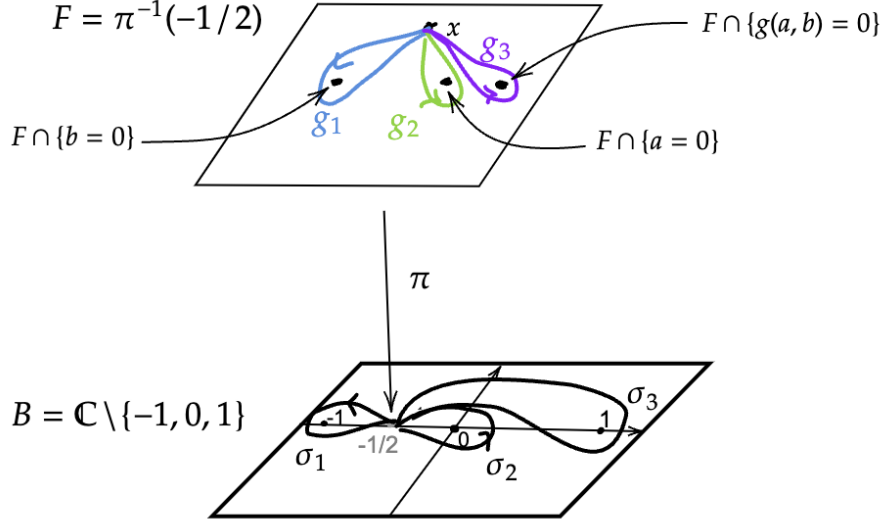 F = π⁻¹(−1/2)
x
F ∩ {g(a, b) = 0}
g₃
g₁
g₂
F ∩ {b = 0}
F ∩ {a = 0}
π
B = ℂ\{−1, 0, 1}
-1
-1/2
0
1
σ₁
σ₂
σ₃